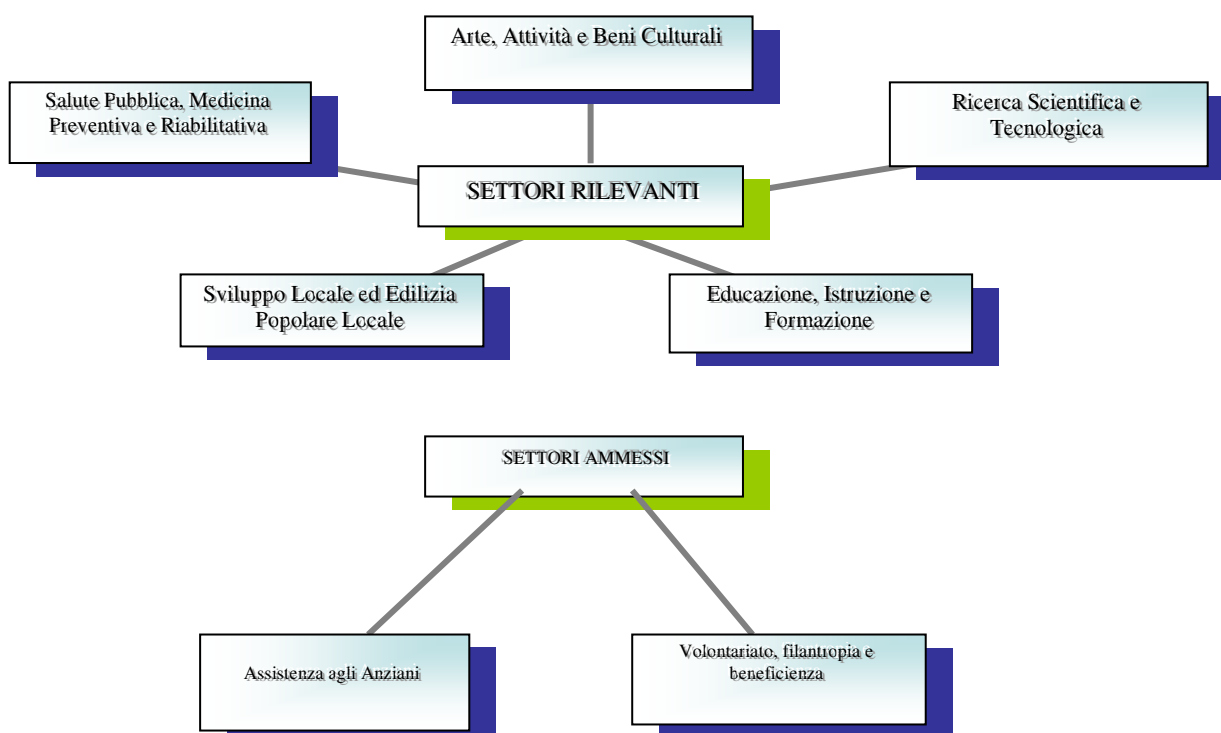 Arte, Attività e Beni Culturali
Salute Pubblica, Medicina
Preventiva e Riabilitativa
Ricerca Scientifica e
Tecnologica
SETTORI RILEVANTI
Sviluppo Locale ed Edilizia
Popolare Locale
Educazione, Istruzione e
Formazione
SETTORI AMMESSI
Assistenza agli Anziani
Volontariato, filantropia e
beneficienza